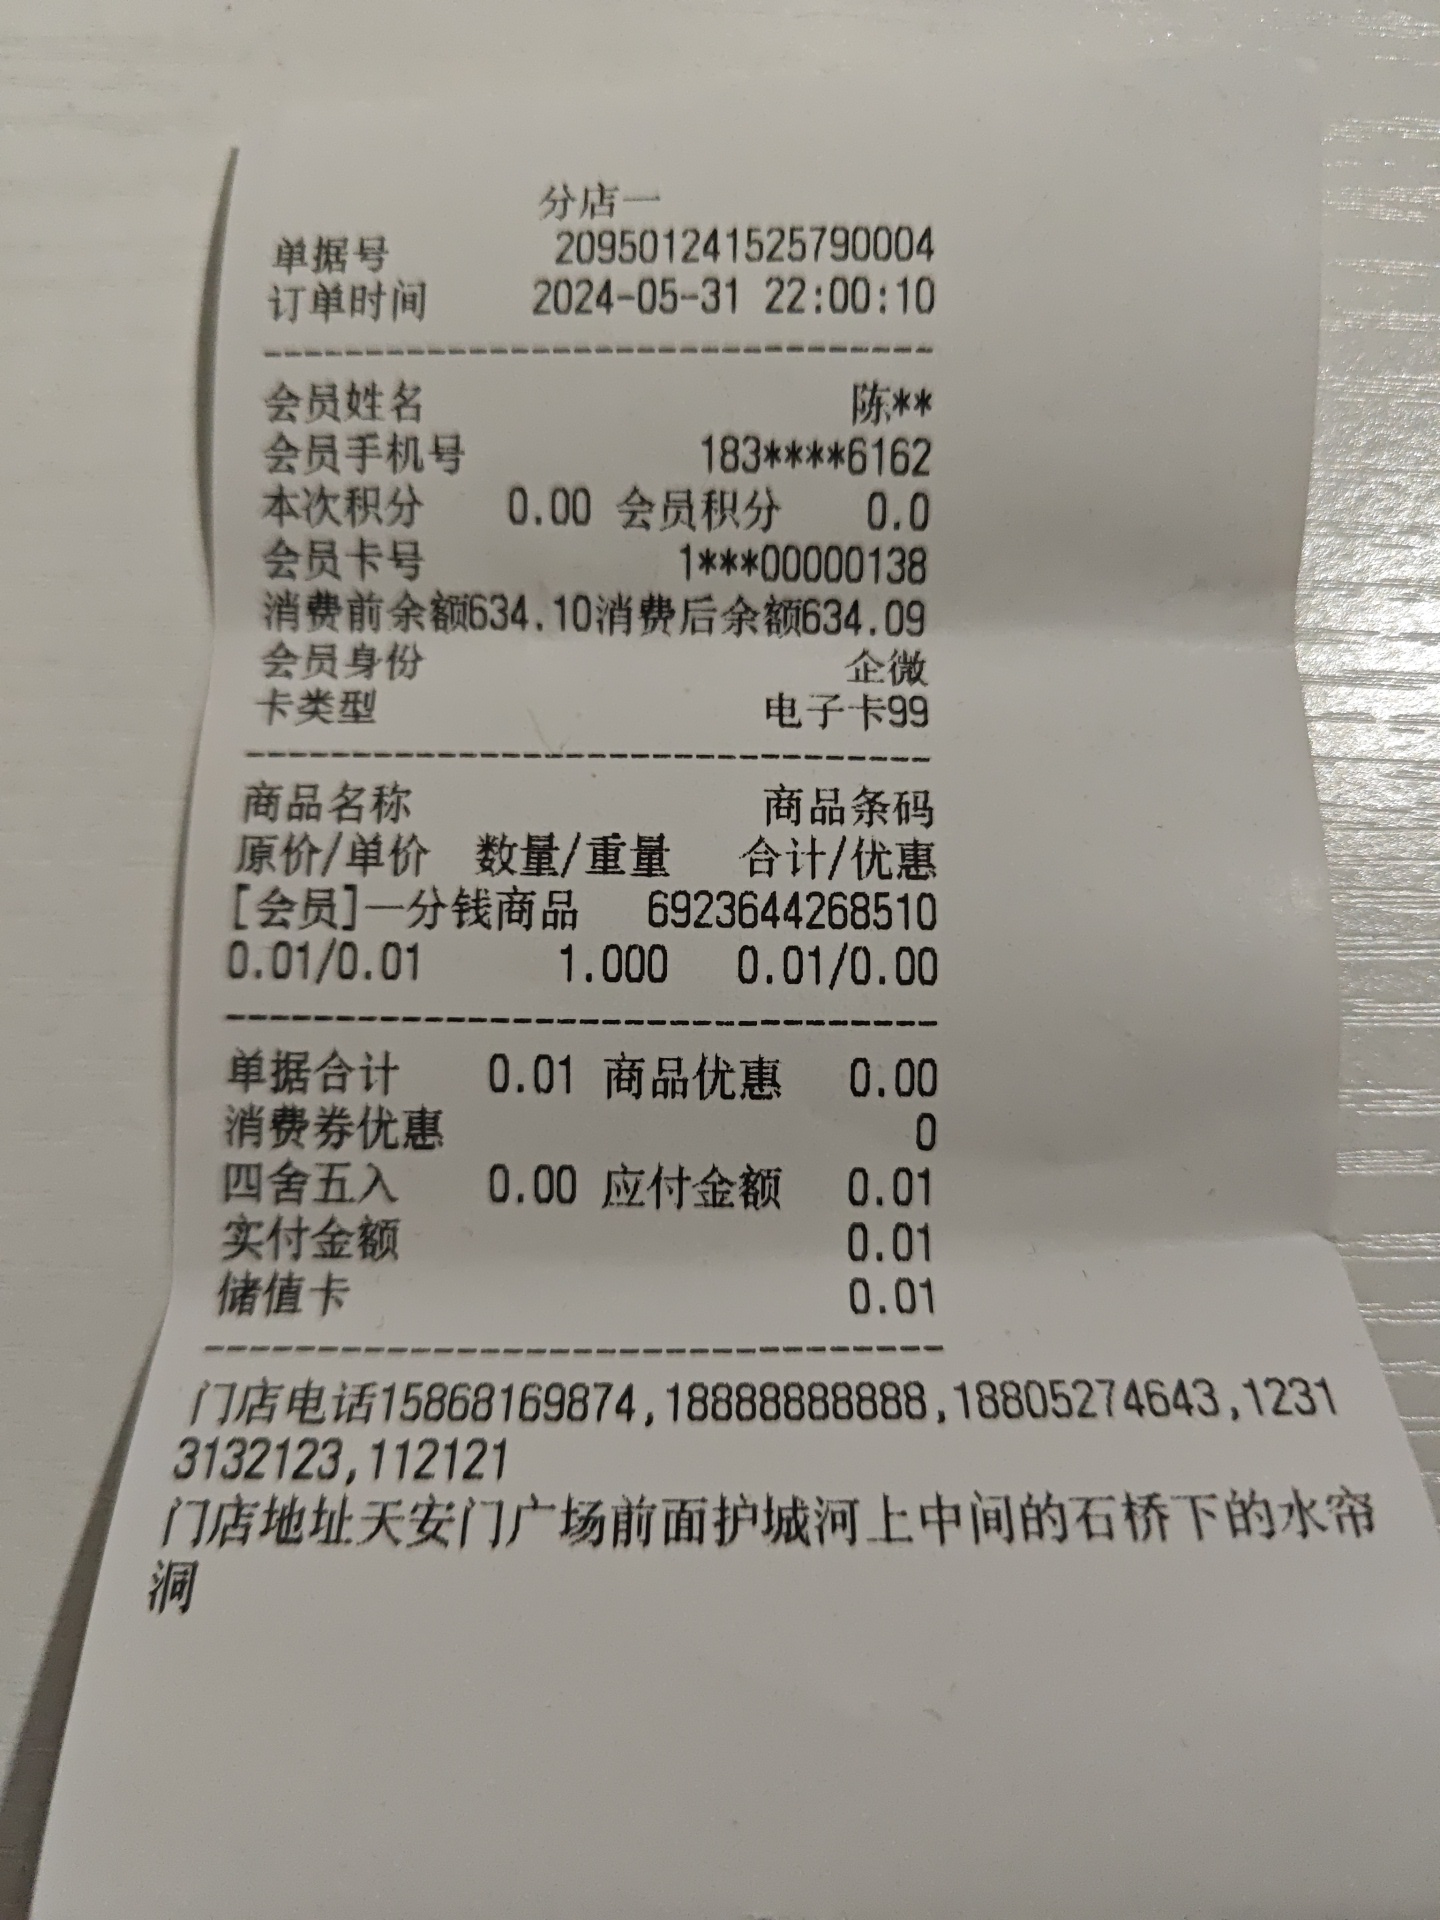 分店一
单据号 209501241525790004
订单时间 2024-05-31 22:00:10
--------------------------------
会员姓名 陈**
会员手机号 183****6162
本次积分 0.00 会员积分 0.0
会员卡号 1***00000138
消费前余额634.10消费后余额634.09
会员身份 企微
卡类型 电子卡99
--------------------------------
商品名称 商品条码
原价/单价 数量/重量 合计/优惠
[会员]一分钱商品 6923644268510
0.01/0.01 1.000 0.01/0.00
--------------------------------
单据合计 0.01 商品优惠 0.00
消费券优惠 0
四舍五入 0.00 应付金额 0.01
实付金额 0.01
储值卡 0.01
--------------------------------
门店电话15868169874,18888888888,18805274643,1231
3132123,112121
门店地址天安门广场前面护城河上中间的石桥下的水帘
洞